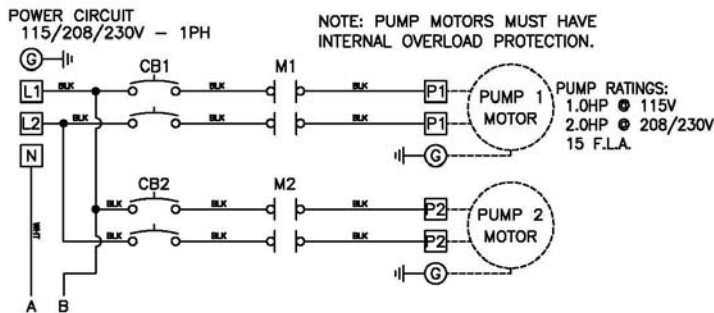 POWER CIRCUIT
115/208/230V - 1PH
NOTE: PUMP MOTORS MUST HAVE
INTERNAL OVERLOAD PROTECTION.
G
L1
BLK
CB1
BLK
M1
BLK
P1
PUMP 1
MOTOR
PUMP RATINGS:
1.0HP @ 115V
2.0HP @ 208/230V
15 F.L.A.
L2
BLK
BLK
BLK
P1
N
G
CB2
M2
BLK
BLK
BLK
P2
PUMP 2
MOTOR
BLK
BLK
BLK
P2
WHT
G
A
B